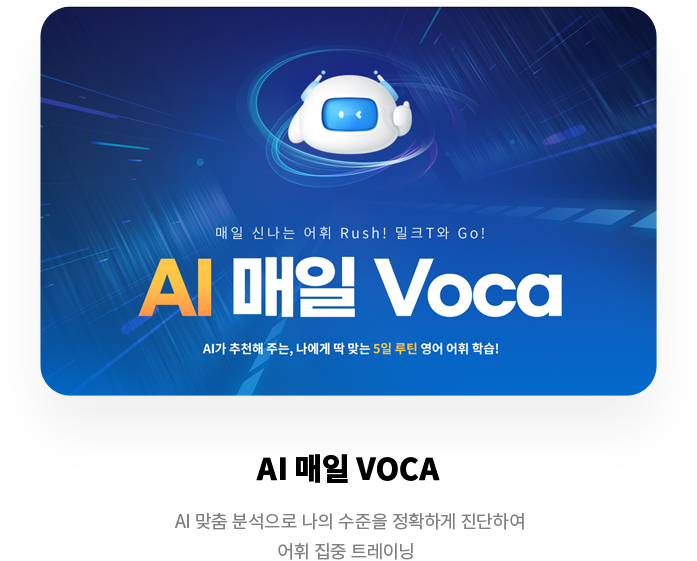 매일 신나는 어휘 Rush! 밀크T와 Go!
AI 매일 Voca
AI가 추천해 주는, 나에게 딱 맞는 5일 루틴 영어 어휘 학습!
AI 매일 VOCA
AI 맞춤 분석으로 나의 수준을 정확하게 진단하여
어휘 집중 트레이닝